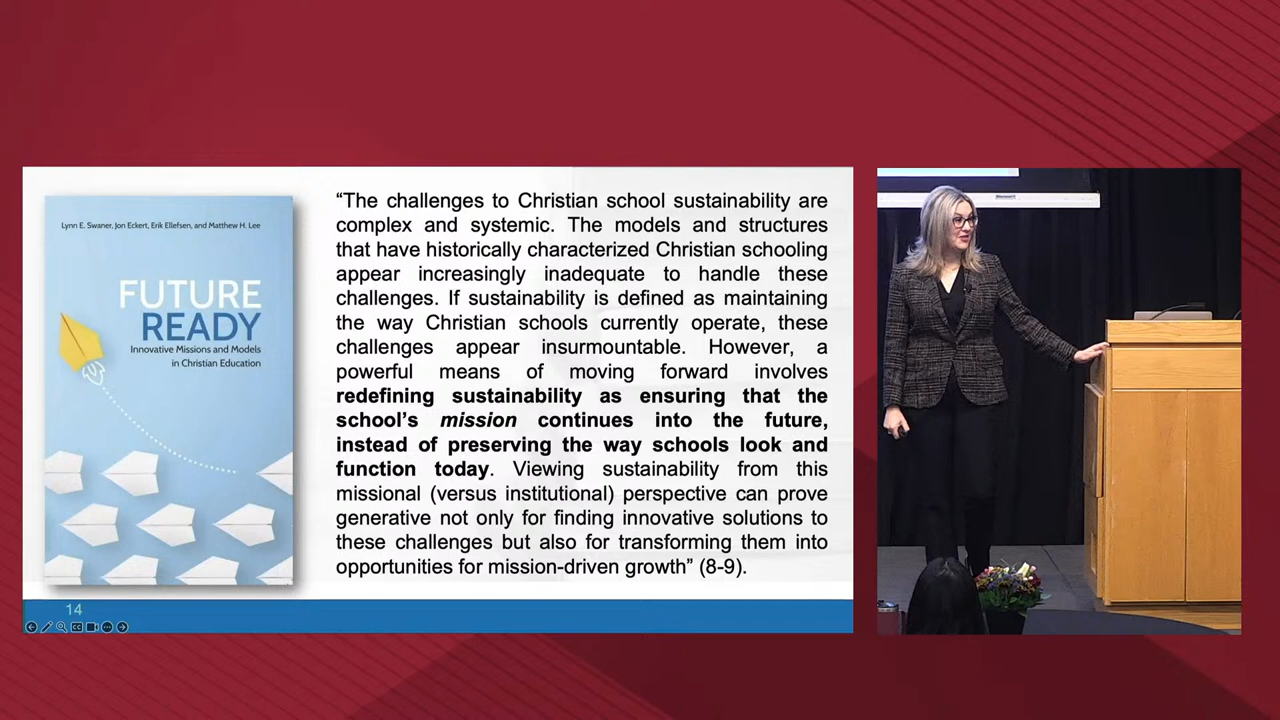 Lynn E. Swaner, Jon Eckert, Erik Ellefsen, and Matthew H. Lee
FUTURE
READY
Innovative Missions and Models
in Christian Education
“The challenges to Christian school sustainability are
complex and systemic. The models and structures
that have historically characterized Christian schooling
appear increasingly inadequate to handle these
challenges. If sustainability is defined as maintaining
the way Christian schools currently operate, these
challenges appear insurmountable. However, a
powerful means of moving forward involves
redefining sustainability as ensuring that the
school’s mission continues into the future,
instead of preserving the way schools look and
function today. Viewing sustainability from this
missional (versus institutional) perspective can prove
generative not only for finding innovative solutions to
these challenges but also for transforming them into
opportunities for mission-driven growth” (8-9).
14
CC